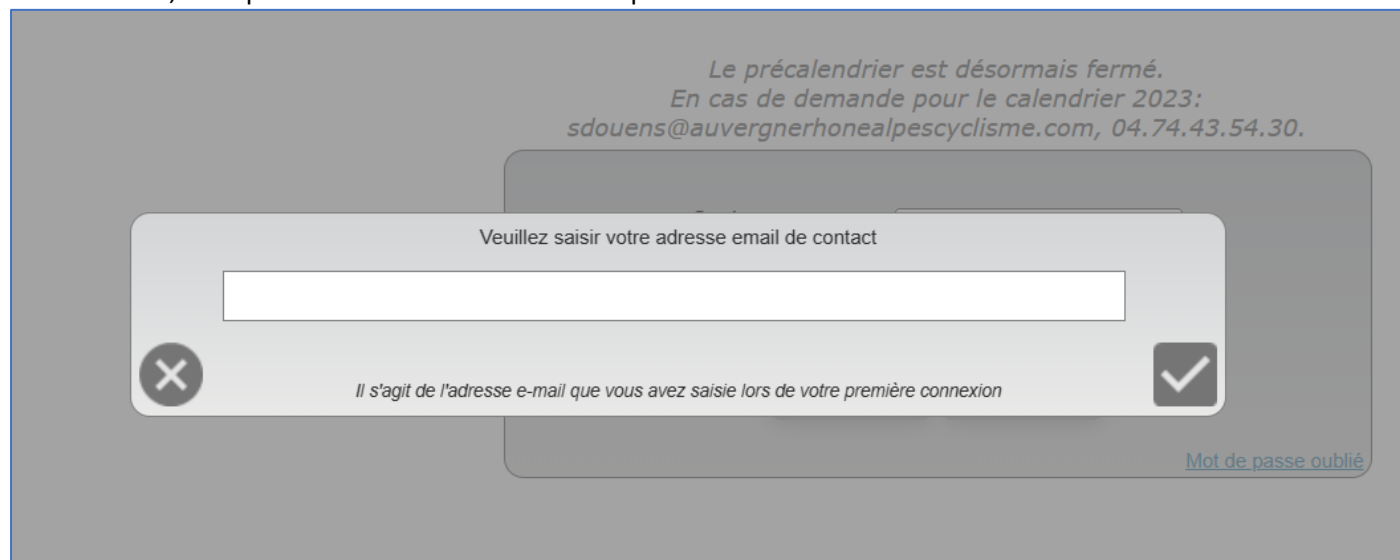 Le précalendrier est désormais fermé.
En cas de demande pour le calendrier 2023:
sdouens@auvergnerhonealpescyclisme.com, 04.74.43.54.30.
Veuillez saisir votre adresse email de contact
Il s'agit de l'adresse e-mail que vous avez saisie lors de votre première connexion
Mot de passe oublié